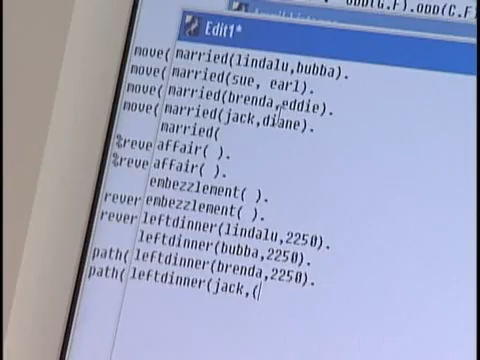 odd(G,F).odd(C,F)
Edit1*
move( married(lindalu,bubba).
move( married(sue, earl).
move( married(brenda,eddie).
move( married(jack,diane).
married(
%reve affair( ).
%reve affair( ).
embezzlement( ).
rever embezzlement( ).
rever leftdinner(lindalu,2250).
leftdinner(bubba,2250).
path( leftdinner(brenda,2250).
path( leftdinner(jack,(